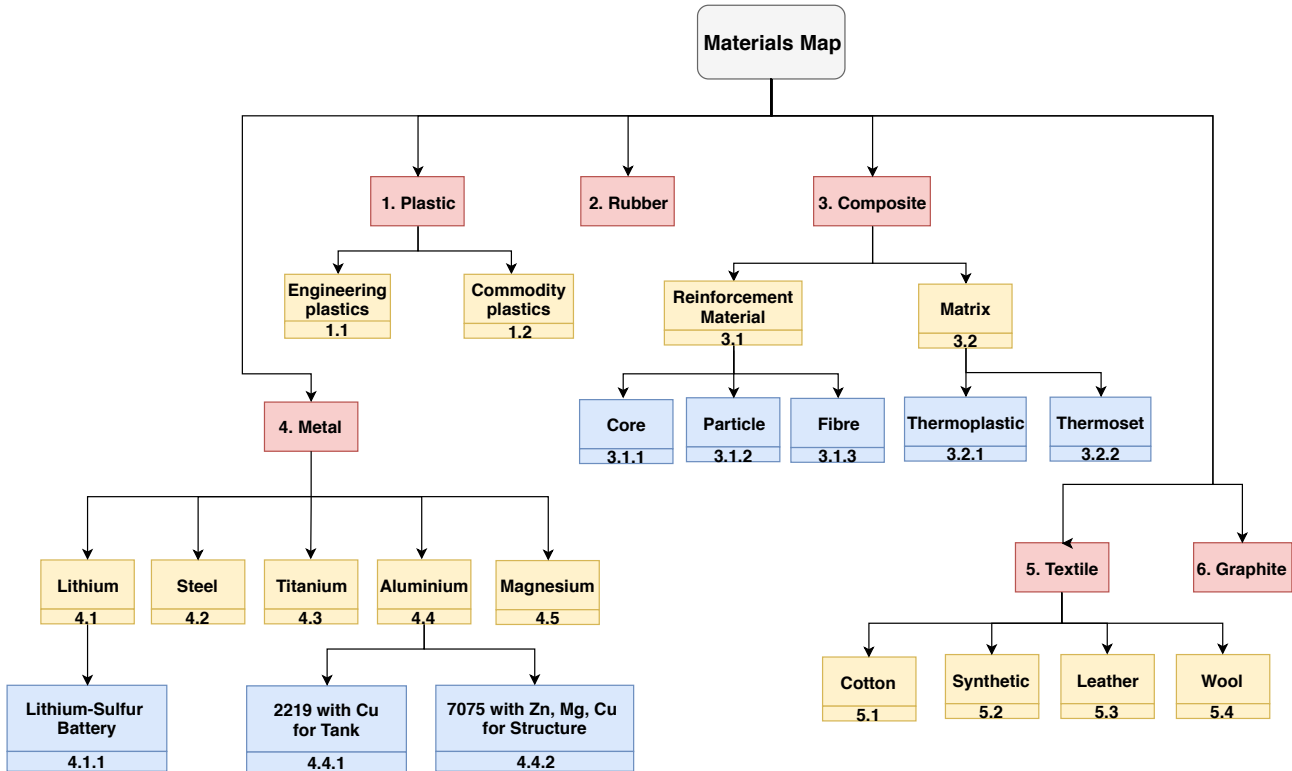 Materials Map
1. Plastic
2. Rubber
3. Composite
Engineering
plastics
1.1
Commodity
plastics
1.2
Reinforcement
Material
3.1
Matrix
3.2
Core
3.1.1
Particle
3.1.2
Fibre
3.1.3
Thermoplastic
3.2.1
Thermoset
3.2.2
4. Metal
Lithium
4.1
Steel
4.2
Titanium
4.3
Aluminium
4.4
Magnesium
4.5
Lithium-Sulfur
Battery
4.1.1
2219 with Cu
for Tank
4.4.1
7075 with Zn, Mg, Cu
for Structure
4.4.2
5. Textile
6. Graphite
Cotton
5.1
Synthetic
5.2
Leather
5.3
Wool
5.4